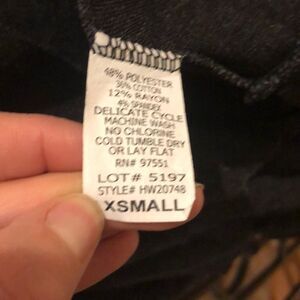 48% POLYESTER
36% COTTON
12% RAYON
4% SPANDEX
DELICATE CYCLE
MACHINE WASH
NO CHLORINE
COLD TUMBLE DRY
OR LAY FLAT
RN# 97551
LOT# 5197
STYLE# HW20748
XSMALL